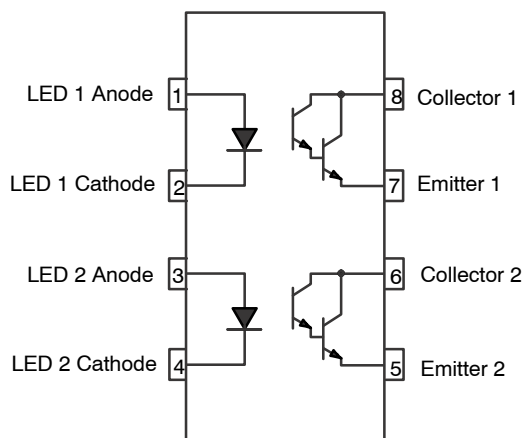 LED 1 Anode 1 8 Collector 1
LED 1 Cathode 2 7 Emitter 1
LED 2 Anode 3 6 Collector 2
LED 2 Cathode 4 5 Emitter 2